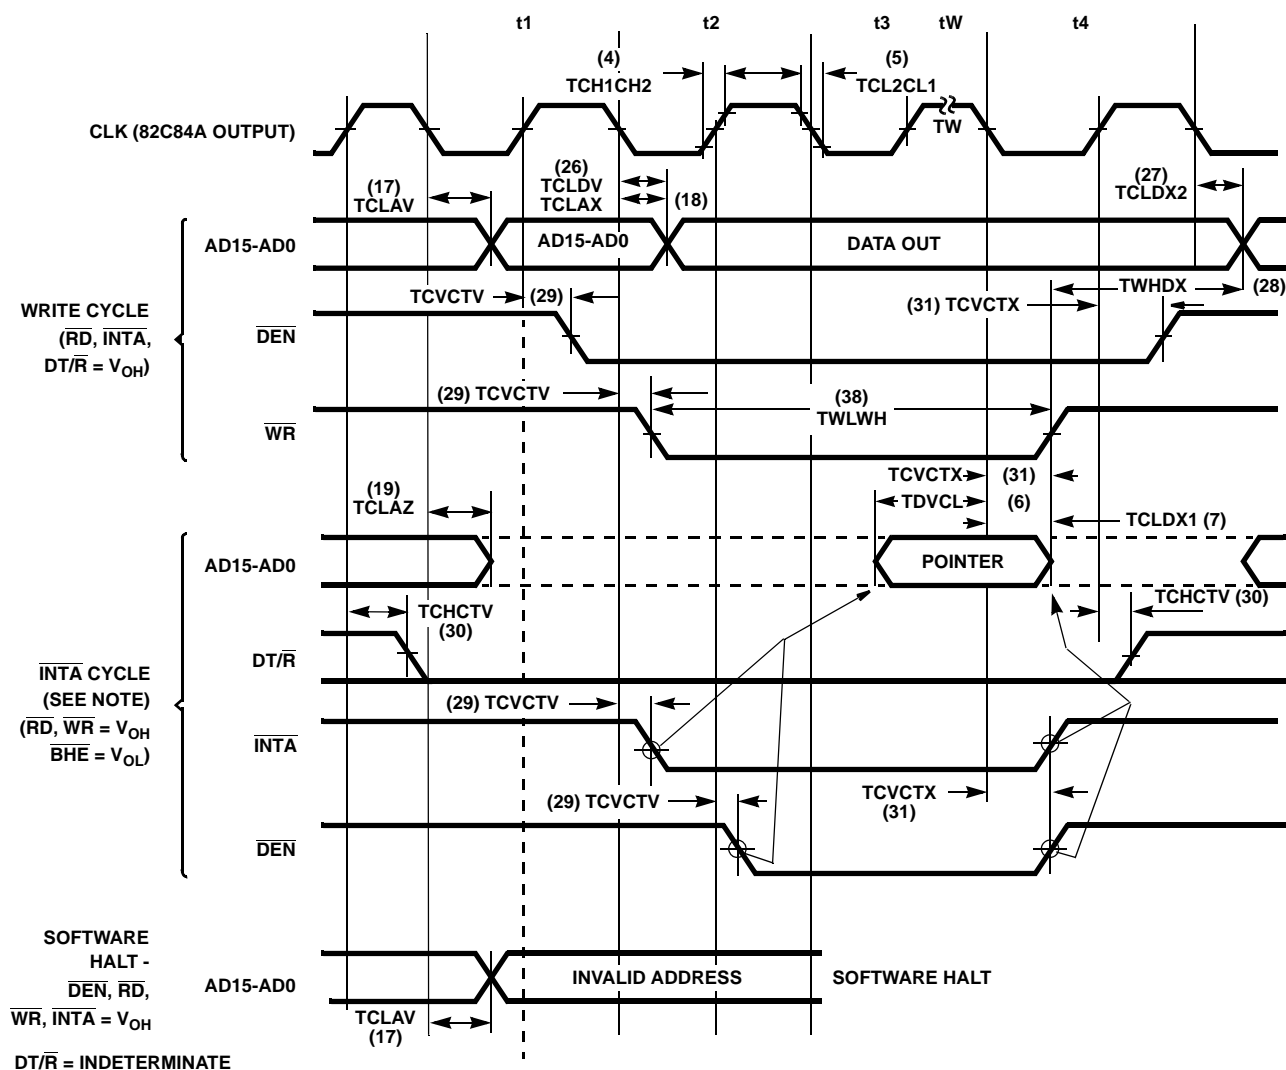 t1 t2 t3 tW t4
(4)
TCH1CH2
(5)
TCL2CL1
CLK (82C84A OUTPUT)
TW
(17)
TCLAV
(26)
TCLDV
TCLAX
(18)
(27)
TCLDX2
AD15-AD0
AD15-AD0
DATA OUT
WRITE CYCLE
(RD, INTA,
DT/R = VOH)
TCVCTV (29)
TWHDX (28)
(31) TCVCTX
DEN
(29) TCVCTV
(38)
TWLWH
WR
TCVCTX (31)
TDVCL (6)
(19)
TCLAZ
TCLDX1 (7)
AD15-AD0
POINTER
TCHCTV
(30)
TCHCTV (30)
DT/R
INTA CYCLE
(SEE NOTE)
(RD, WR = VOH
BHE = VOL)
(29) TCVCTV
INTA
(29) TCVCTV
TCVCTX
(31)
DEN
SOFTWARE
HALT -
DEN, RD,
WR, INTA = VOH
DT/R = INDETERMINATE
AD15-AD0
INVALID ADDRESS
SOFTWARE HALT
TCLAV
(17)